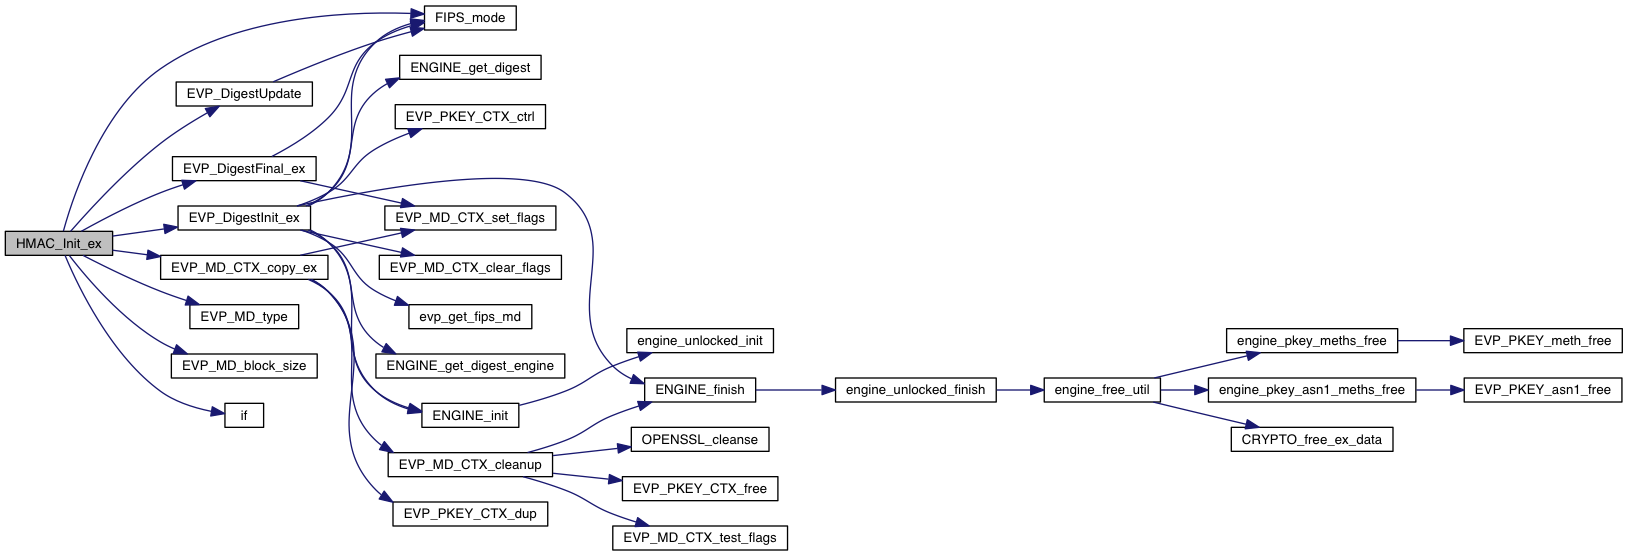 HMAC_Init_ex
FIPS_mode
EVP_DigestUpdate
EVP_DigestFinal_ex
EVP_DigestInit_ex
EVP_MD_CTX_copy_ex
EVP_MD_type
EVP_MD_block_size
if
ENGINE_get_digest
EVP_PKEY_CTX_ctrl
EVP_MD_CTX_set_flags
EVP_MD_CTX_clear_flags
evp_get_fips_md
ENGINE_get_digest_engine
ENGINE_init
EVP_MD_CTX_cleanup
EVP_PKEY_CTX_dup
engine_unlocked_init
ENGINE_finish
OPENSSL_cleanse
EVP_PKEY_CTX_free
EVP_MD_CTX_test_flags
engine_unlocked_finish
engine_free_util
engine_pkey_meths_free
engine_pkey_asn1_meths_free
CRYPTO_free_ex_data
EVP_PKEY_meth_free
EVP_PKEY_asn1_free